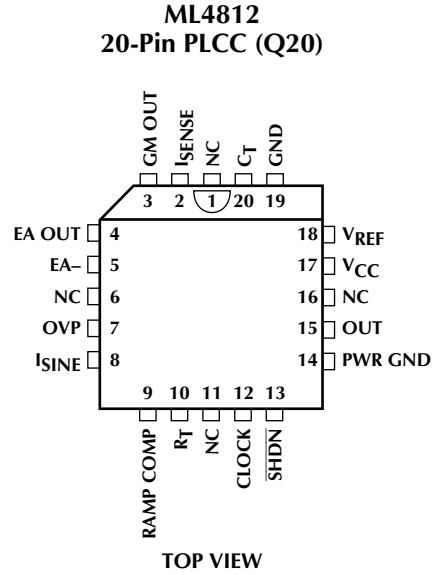 ML4812
20-Pin PLCC (Q20)
GM OUT
ISENSE
NC
CT
GND
3 2 1 20 19
EA OUT 4 18 VREF
EA– 5 17 VCC
NC 6 16 NC
OVP 7 15 OUT
ISINE 8 14 PWR GND
9 10 11 12 13
RAMP COMP
RT
NC
CLOCK
SHDN
TOP VIEW